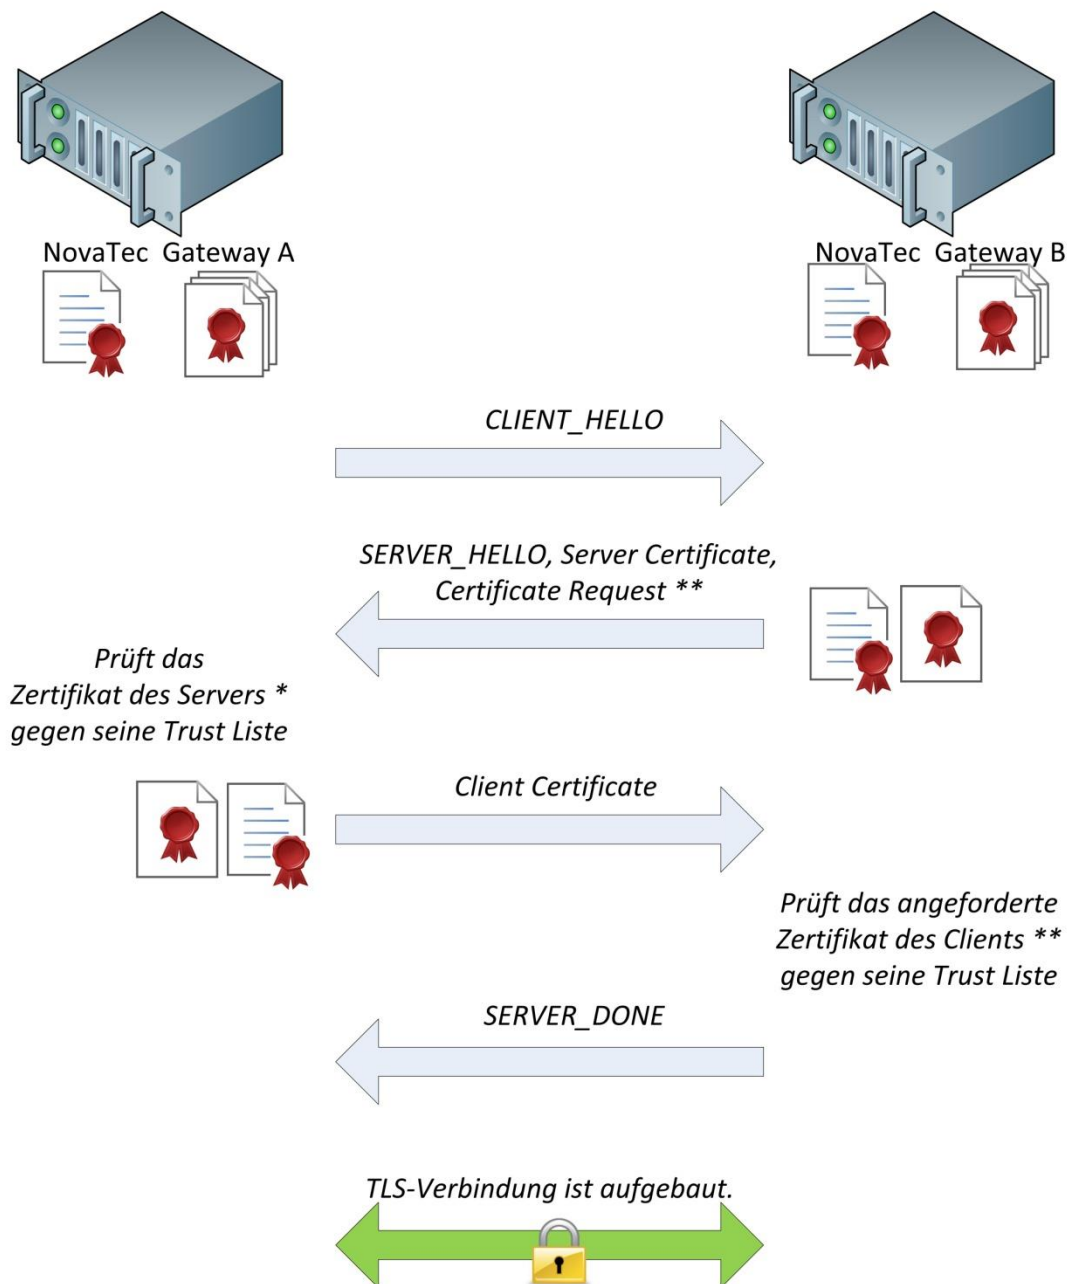 NovaTec Gateway A
NovaTec Gateway B
CLIENT_HELLO
SERVER_HELLO, Server Certificate,
Certificate Request **
Prüft das
Zertifikat des Servers *
gegen seine Trust Liste
Client Certificate
Prüft das angeforderte
Zertifikat des Clients **
gegen seine Trust Liste
SERVER_DONE
TLS-Verbindung ist aufgebaut.